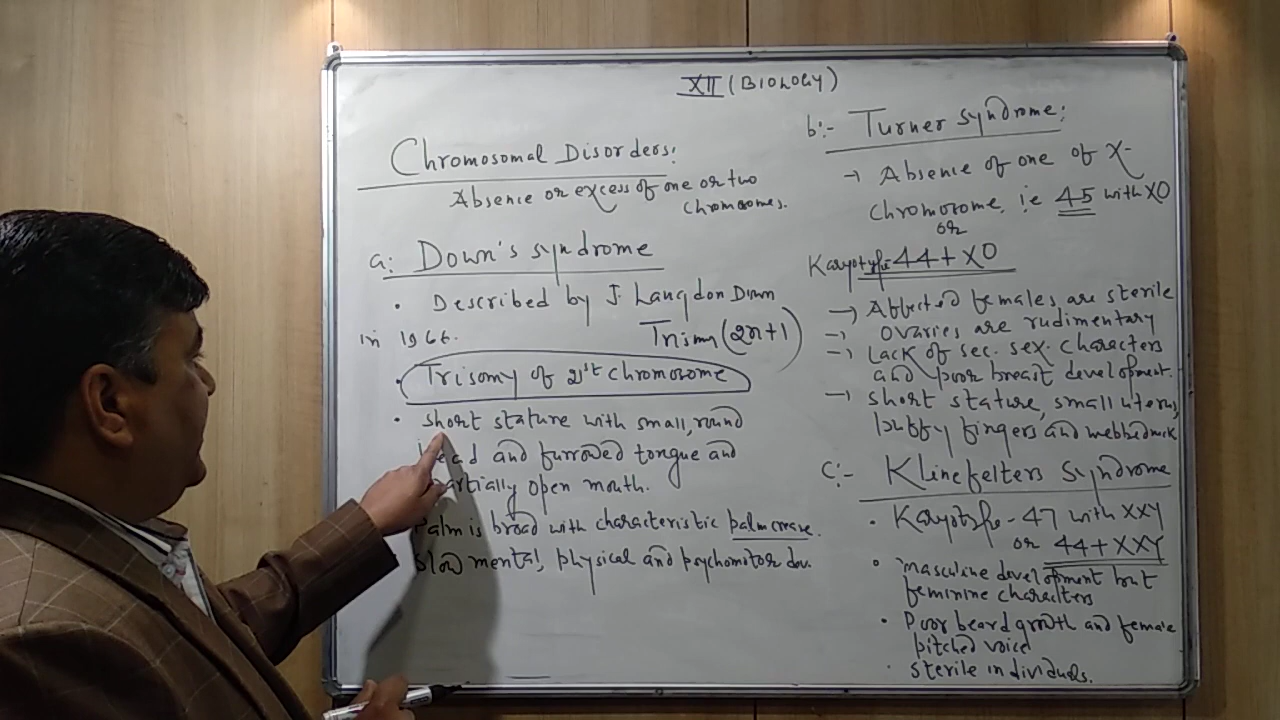 XII (BIOLOGY)
Chromosomal Disorders:
Absence or excess of one or two
chromosomes.
a: Down's syndrome
• Described by J. Langdon Down
in 1966.
Trisomy (2n+1)
• Trisomy of 21st chromosome
• short stature with small, round
head and furrowed tongue and
partially open mouth.
Palm is broad with characteristic palm crease.
slow mental, physical and psychomotor dev.
b:- Turner syndrome:
→ Absence of one of X-
chromosome, i.e 45 with XO
or
Karyotype 44+XO
→ Affected females are sterile
→ ovaries are rudimentary
→ Lack of sec. sex. characters
and poor breast development.
→ short stature, small uterus,
puffy fingers and webbed neck
c:- Klinefelters Syndrome
• Karyotype - 47 with XXY
or 44+XXY
• masculine development but
feminine characters
• Poor beard growth and female
pitched voice
• sterile individuals.